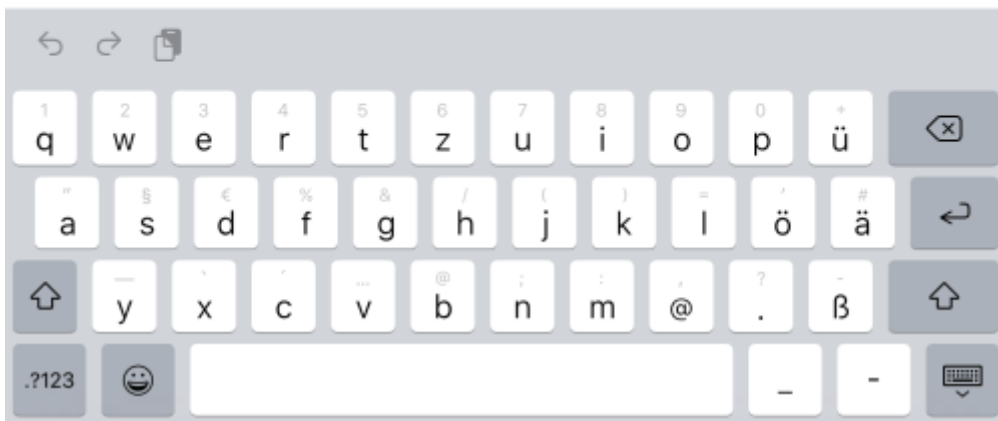 1 2 3 4 5 6 7 8 9 0 +
q w e r t z u i o p ü
" § € % & / ( ) = ' #
a s d f g h j k l ö ä
— ` ´ ... @ ; : , ? -
y x c v b n m @ . ß
.?123 _ -